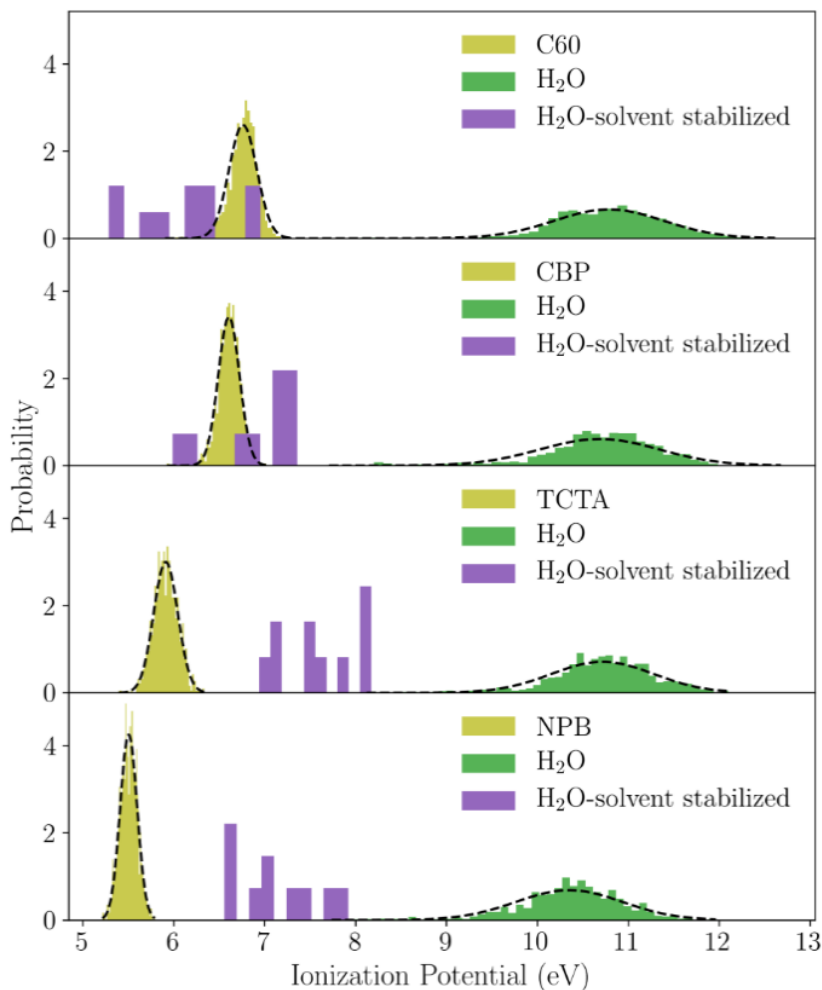 C60
H₂O
H₂O-solvent stabilized
4
2
0
CBP
H₂O
H₂O-solvent stabilized
4
2
0
TCTA
H₂O
H₂O-solvent stabilized
4
2
0
NPB
H₂O
H₂O-solvent stabilized
4
2
0
Probability
5 6 7 8 9 10 11 12 13
Ionization Potential (eV)